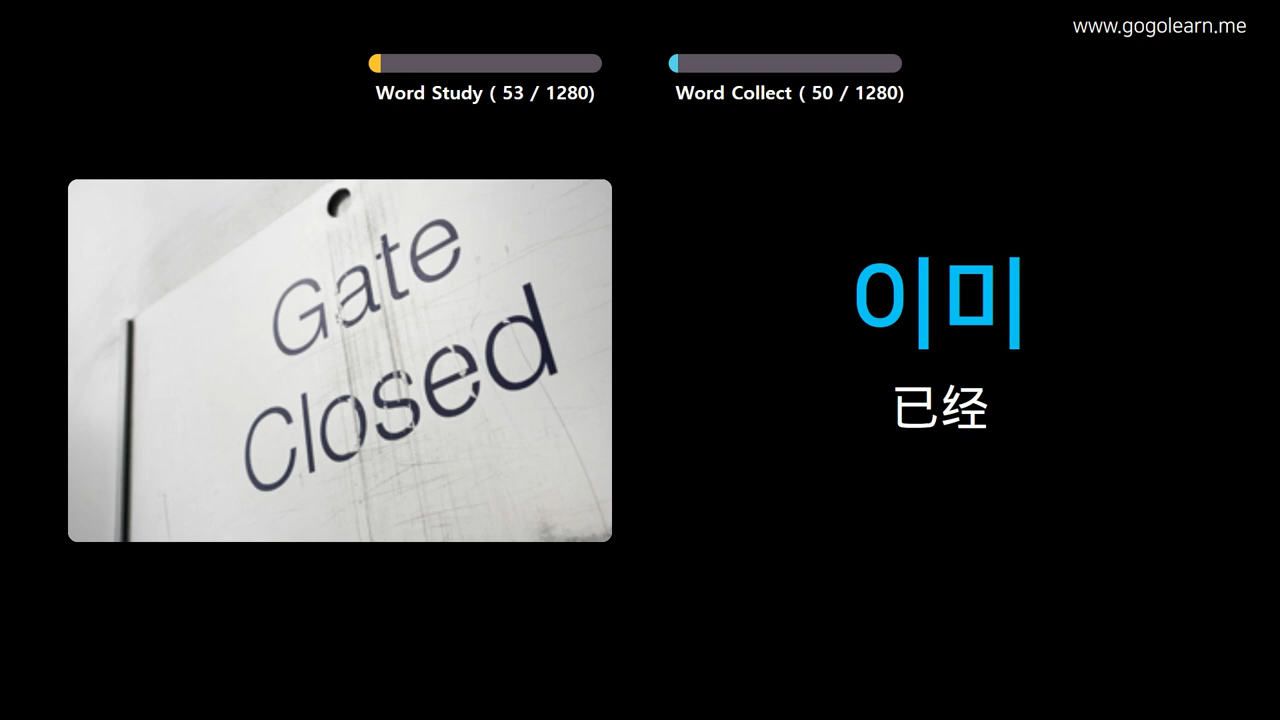 www.gogolearn.me
Word Study ( 53 / 1280)
Word Collect ( 50 / 1280)
Gate
Closed
이미
已经